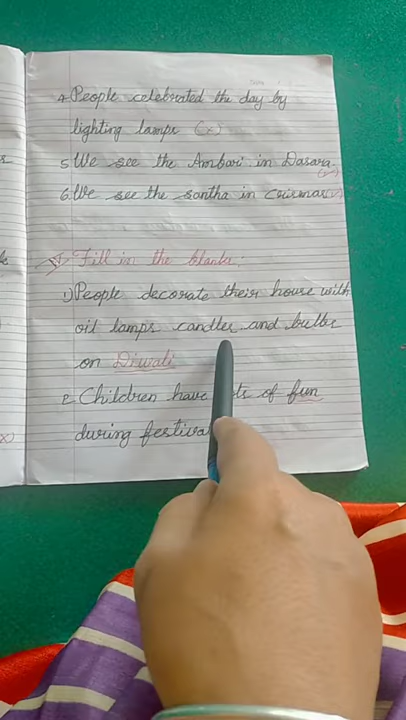 4. People celebrated the day by
lighting lamps (x)
5. We see the Ambari in Dasara.
(✓)
6. We see the santha in Crismas (✓)
IV Fill in the blanks:
1) People decorate their house with
oil lamps candles and bulbs
on Diwali
2. Children have of fun
during
x)